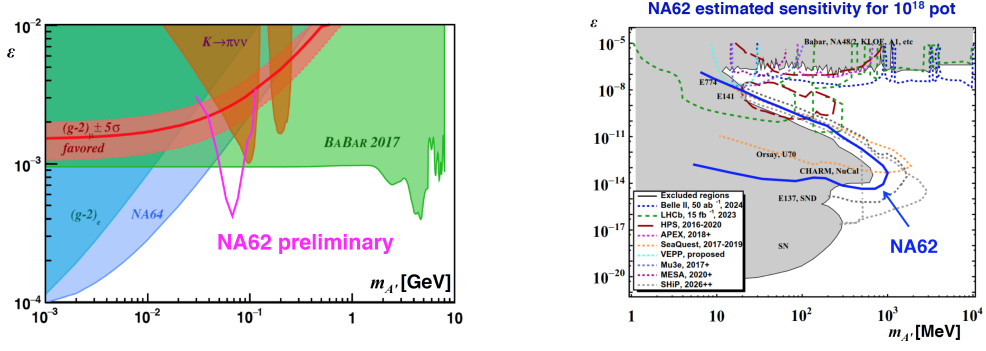 ε
10⁻²
K→πνν
(g-2)μ ± 5σ
favored
BABAR 2017
10⁻³
(g-2)e
NA64
NA62 preliminary
mA' [GeV]
10⁻⁴
10⁻³ 10⁻² 10⁻¹ 1 10
NA62 estimated sensitivity for 10¹⁸ pot
ε
Babar, NA48/2, KLOE, A1, etc
10⁻⁵
E774
10⁻⁸
E141
10⁻¹¹
Orsay, U70
CHARM, NuCal
10⁻¹⁴
E137, SND
Excluded regions
Belle II, 50 ab⁻¹, 2024
LHCb, 15 fb⁻¹, 2023
HPS, 2016-2020
APEX, 2018+
SeaQuest, 2017-2019
VEPP, proposed
Mu3e, 2017+
MESA, 2020+
SHiP, 2026++
NA62
10⁻¹⁷
SN
10⁻²⁰
1 10 10² 10³ 10⁴
mA' [MeV]